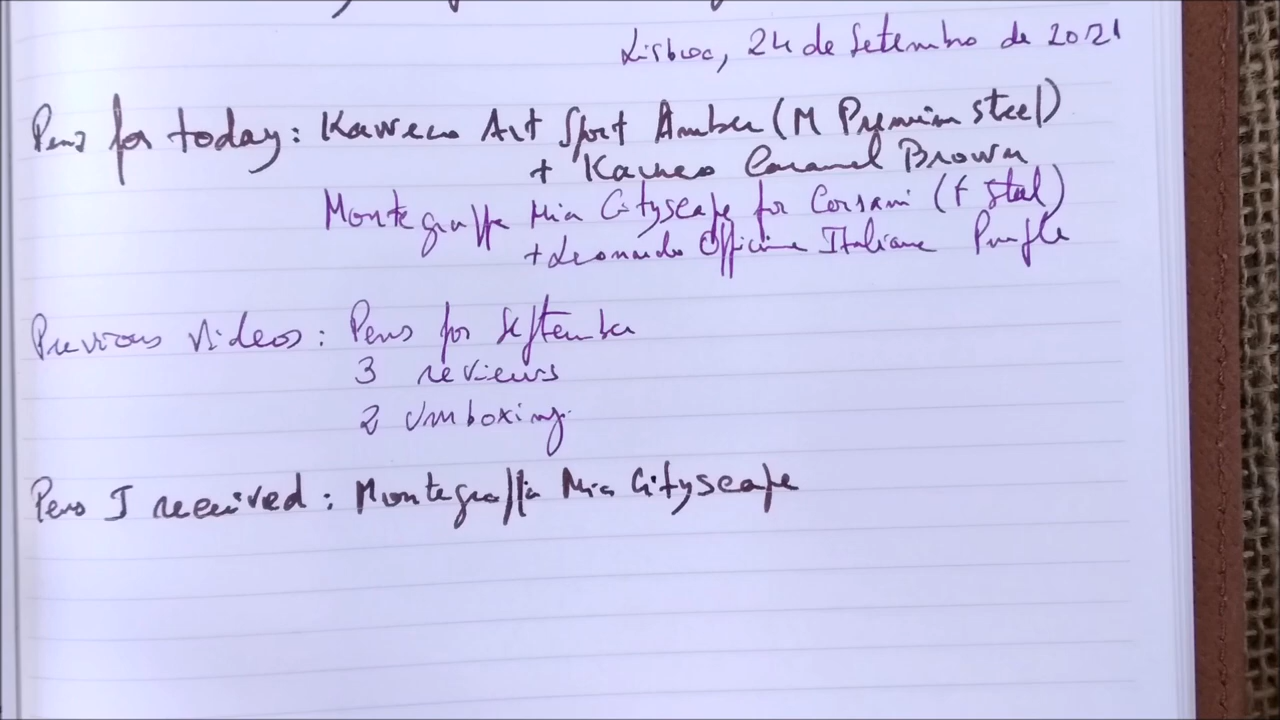 Lisboa, 24 de Setembro de 2021
Pens for today: Kaweco Art Sport Amber (M Premium steel)
+ Kaweco Caramel Brown
Montegrappa Mia Cityscape for Corsani (F steel)
+ Leonardo Officina Italiana Purple
Previous videos: Pens for September
3 reviews
2 Unboxing
Pens I received: Montegrappa Mia Cityscape